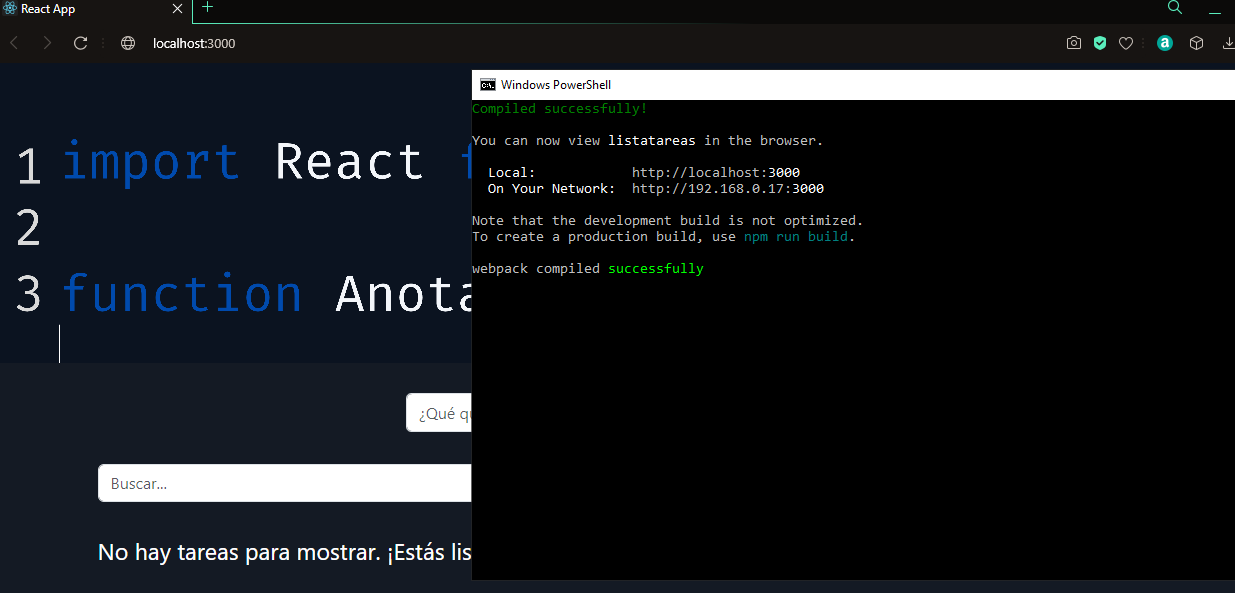 React App
localhost:3000
Windows PowerShell
Compiled successfully!
You can now view listatareas in the browser.
Local: http://localhost:3000
On Your Network: http://192.168.0.17:3000
Note that the development build is not optimized.
To create a production build, use npm run build.
webpack compiled successfully
1 import React
2
3 function Anota
¿Qué q
Buscar...
No hay tareas para mostrar. ¡Estás lis